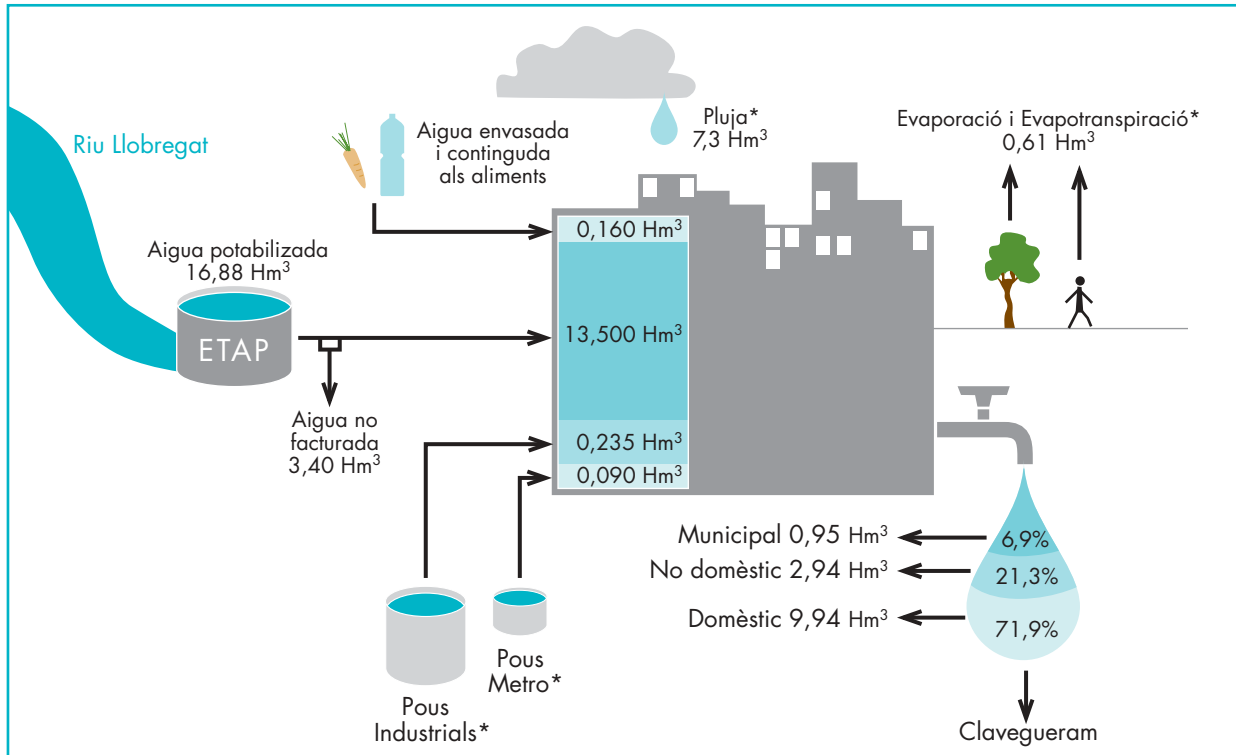 Riu Llobregat
Aigua envasada
i continguda
als aliments
Pluja*
7,3 Hm³
Evaporació i Evapotranspiració*
0,61 Hm³
Aigua potabilizada
16,88 Hm³
ETAP
Aigua no
facturada
3,40 Hm³
0,160 Hm³
13,500 Hm³
0,235 Hm³
0,090 Hm³
Pous
Industrials*
Pous
Metro*
Municipal 0,95 Hm³
6,9%
No domèstic 2,94 Hm³
21,3%
Domèstic 9,94 Hm³
71,9%
Clavegueram